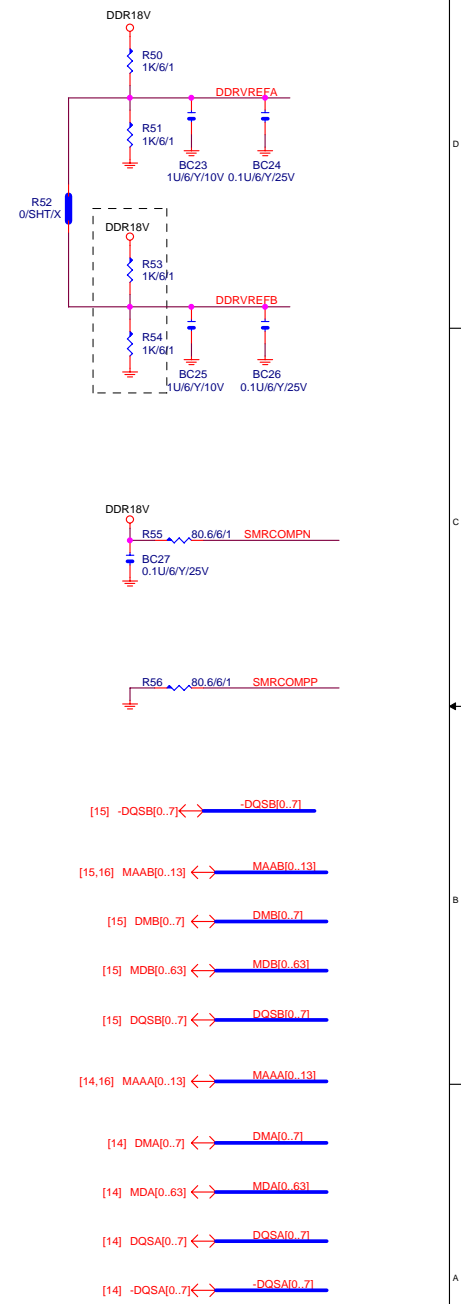 DDR18V
R50
1K/6/1
DDRVREFA
R51
1K/6/1
BC23
1U/6/Y/10V
BC24
0.1U/6/Y/25V
D
R52
0/SHT/X
DDR18V
R53
1K/6/1
DDRVREFB
R54
1K/6/1
BC25
1U/6/Y/10V
BC26
0.1U/6/Y/25V
DDR18V
R55 80.6/6/1 SMRCOMPN
C
BC27
0.1U/6/Y/25V
R56 80.6/6/1 SMRCOMPP
[15] -DQSB[0..7] -DQSB[0..7]
[15,16] MAAB[0..13] MAAB[0..13]
B
[15] DMB[0..7] DMB[0..7]
[15] MDB[0..63] MDB[0..63]
[15] DQSB[0..7] DQSB[0..7]
[14,16] MAAA[0..13] MAAA[0..13]
[14] DMA[0..7] DMA[0..7]
[14] MDA[0..63] MDA[0..63]
[14] DQSA[0..7] DQSA[0..7]
A
[14] -DQSA[0..7] -DQSA[0..7]